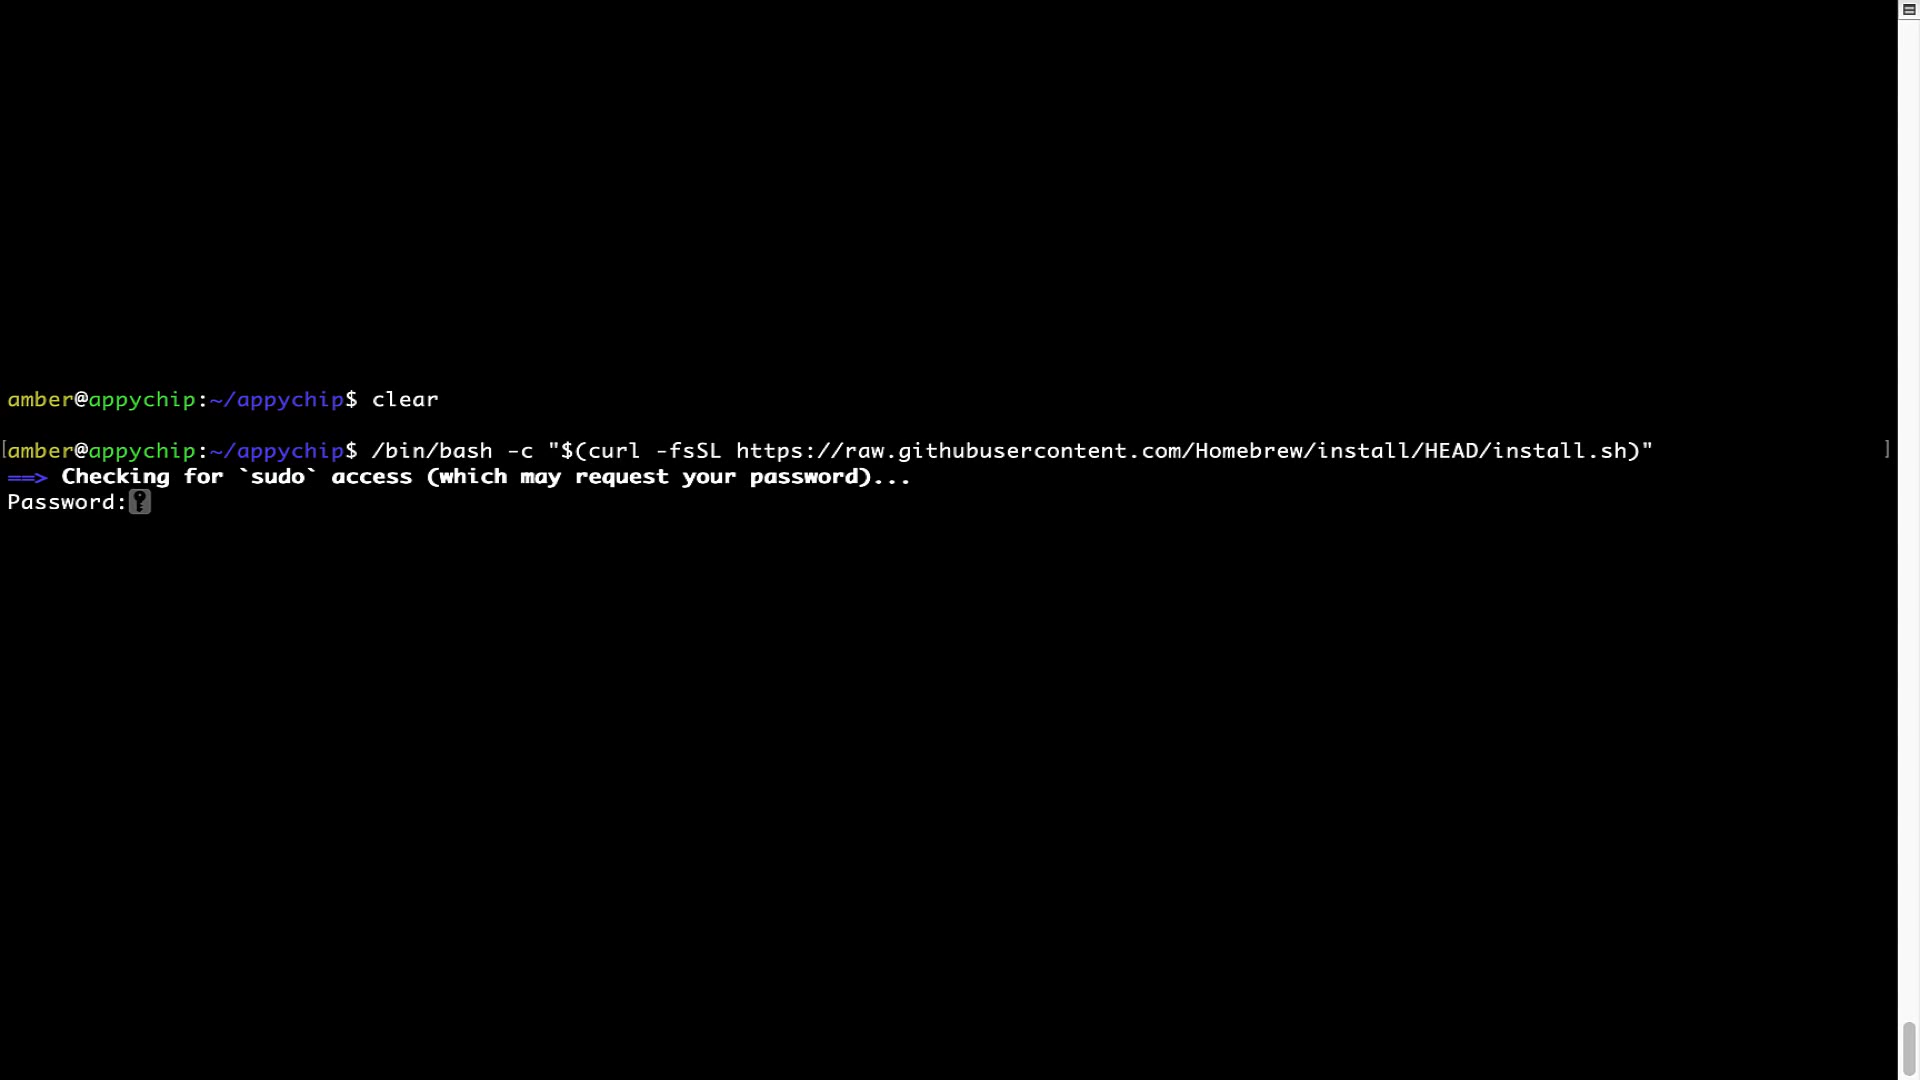 amber@appychip:~/appychip$ clear
[amber@appychip:~/appychip$ /bin/bash -c "$(curl -fsSL https://raw.githubusercontent.com/Homebrew/install/HEAD/install.sh)" ]
==> Checking for `sudo` access (which may request your password)...
Password: